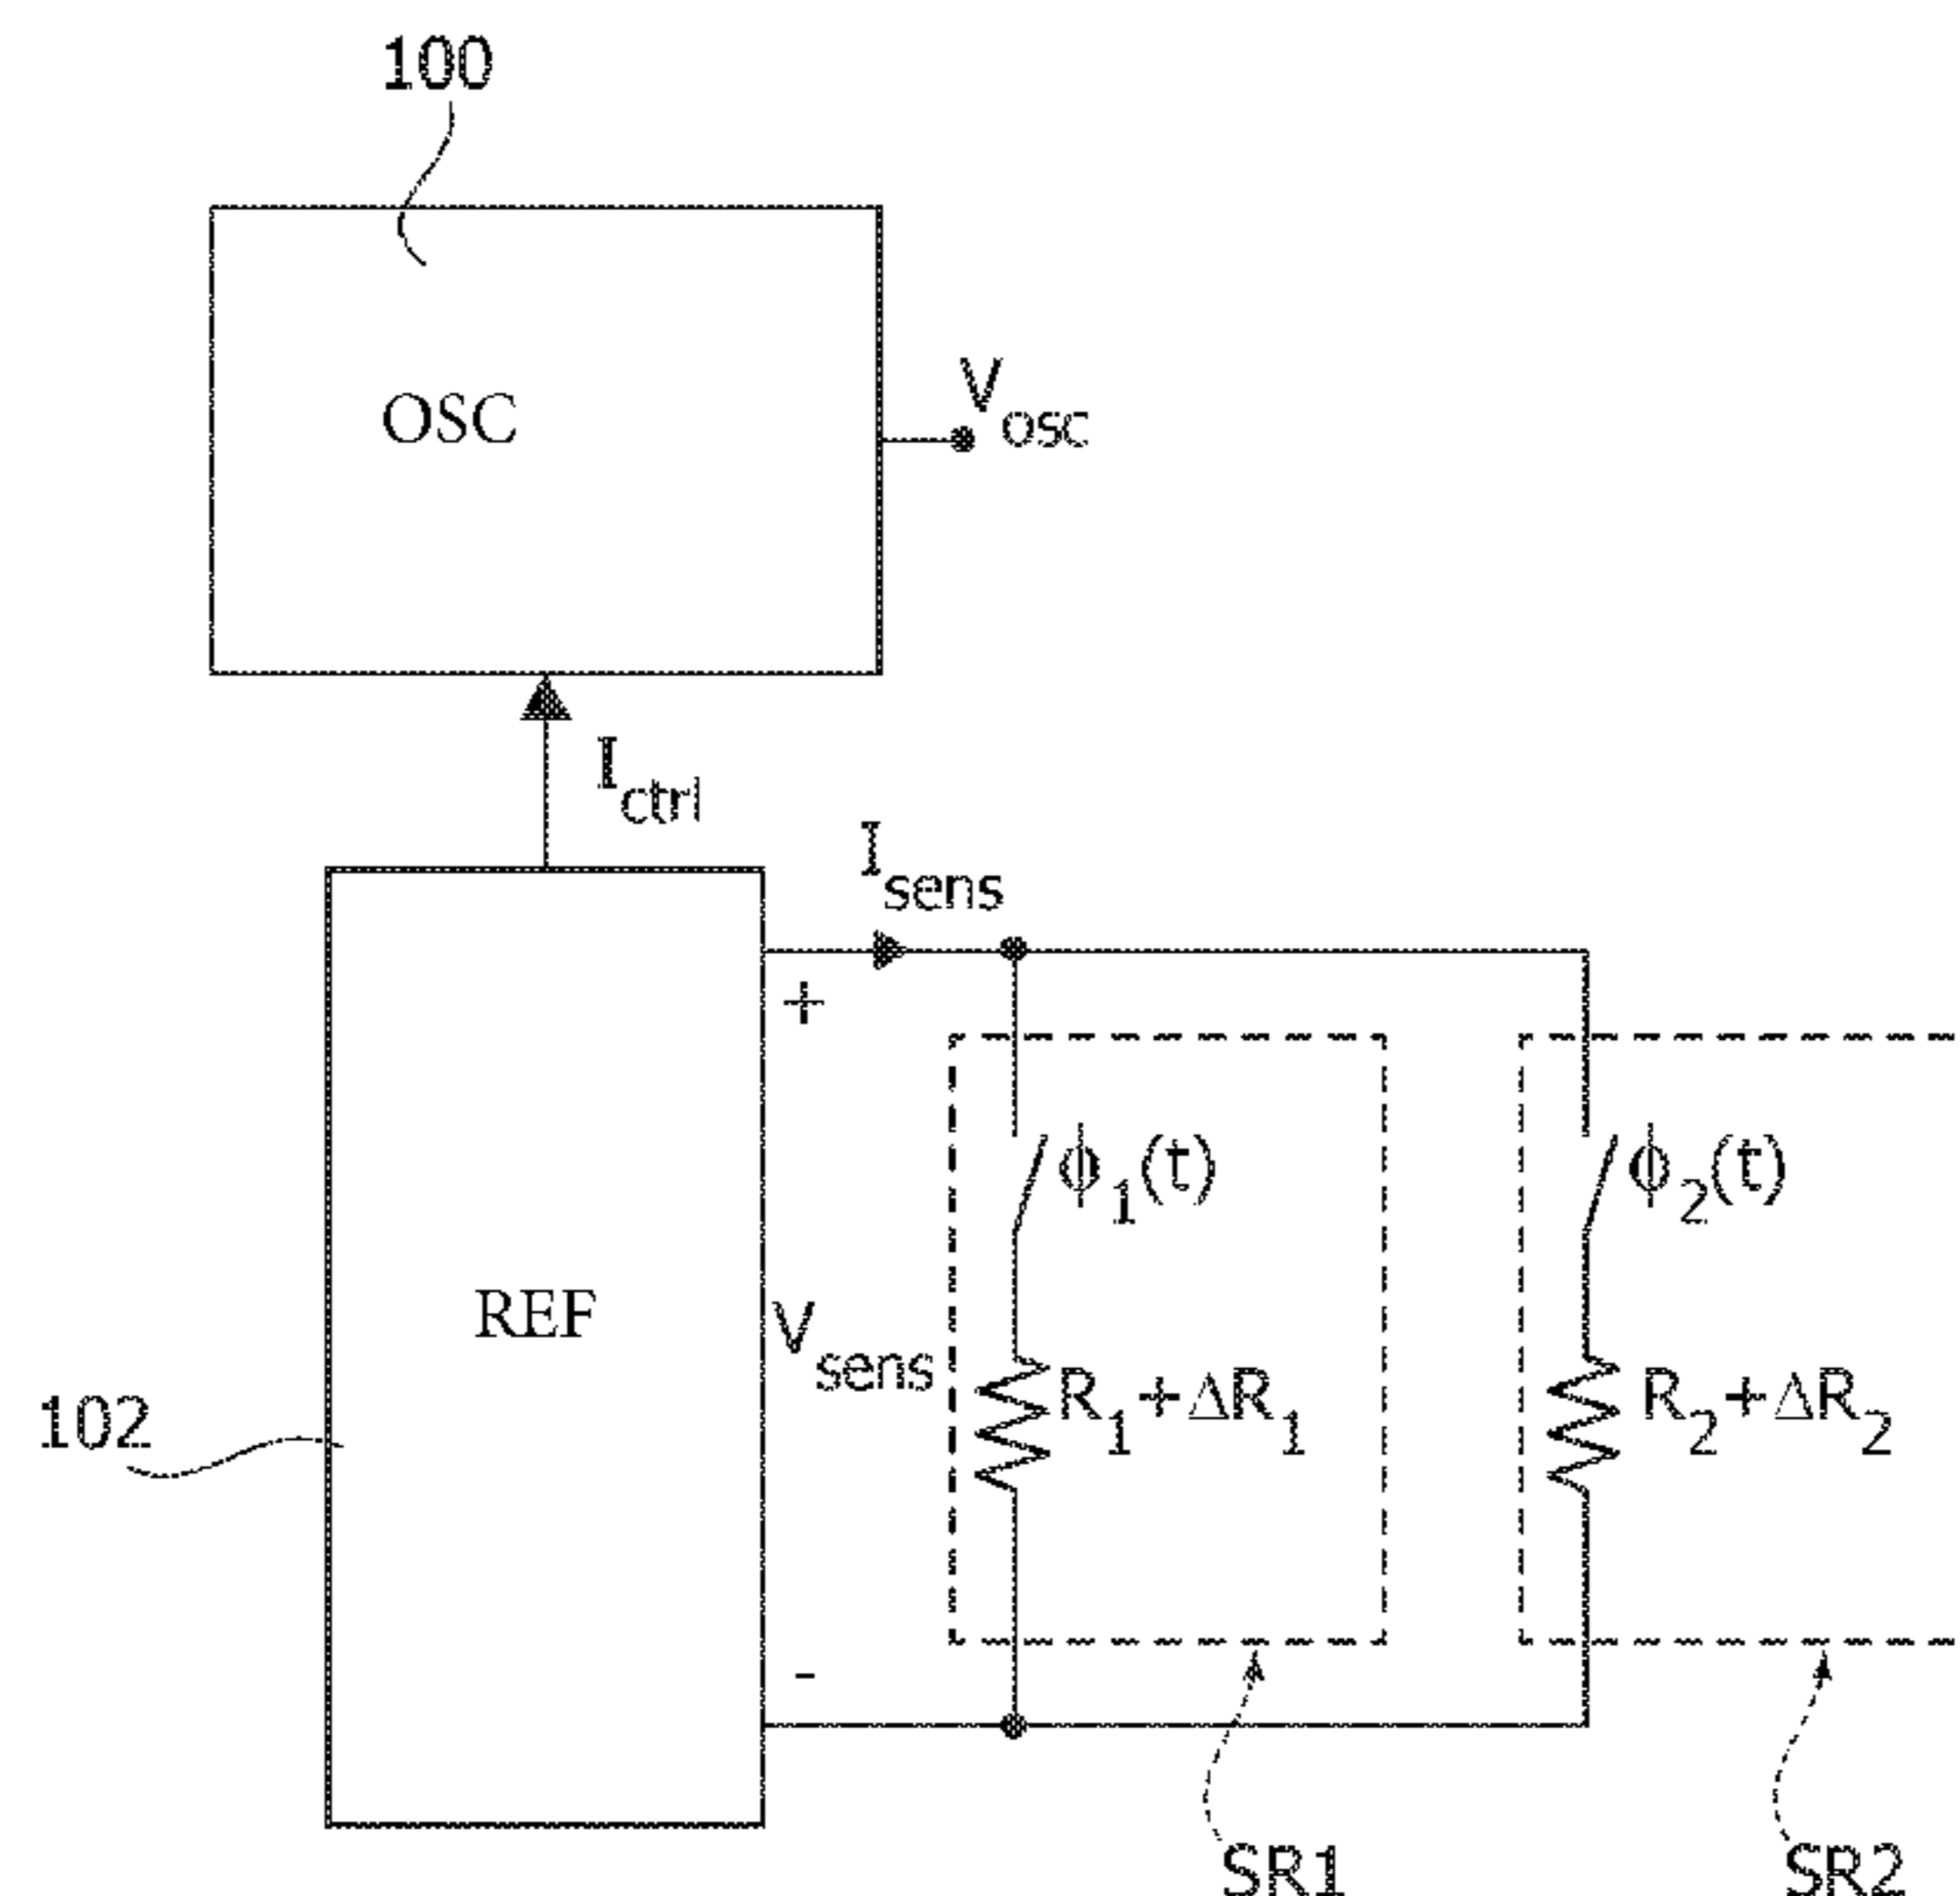 100
OSC
Vosc
Ictrl
Isens
+
ϕ1(t)
ϕ2(t)
REF
Vsens
R1+ΔR1
R2+ΔR2
102
-
SR1
SR2